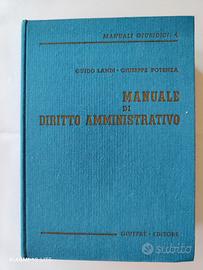 MANUALI GIURIDICI. 4.
GUIDO LANDI - GIUSEPPE POTENZA
MANUALE
DI
DIRITTO AMMINISTRATIVO
GIUFFRÈ - EDITORE
subito